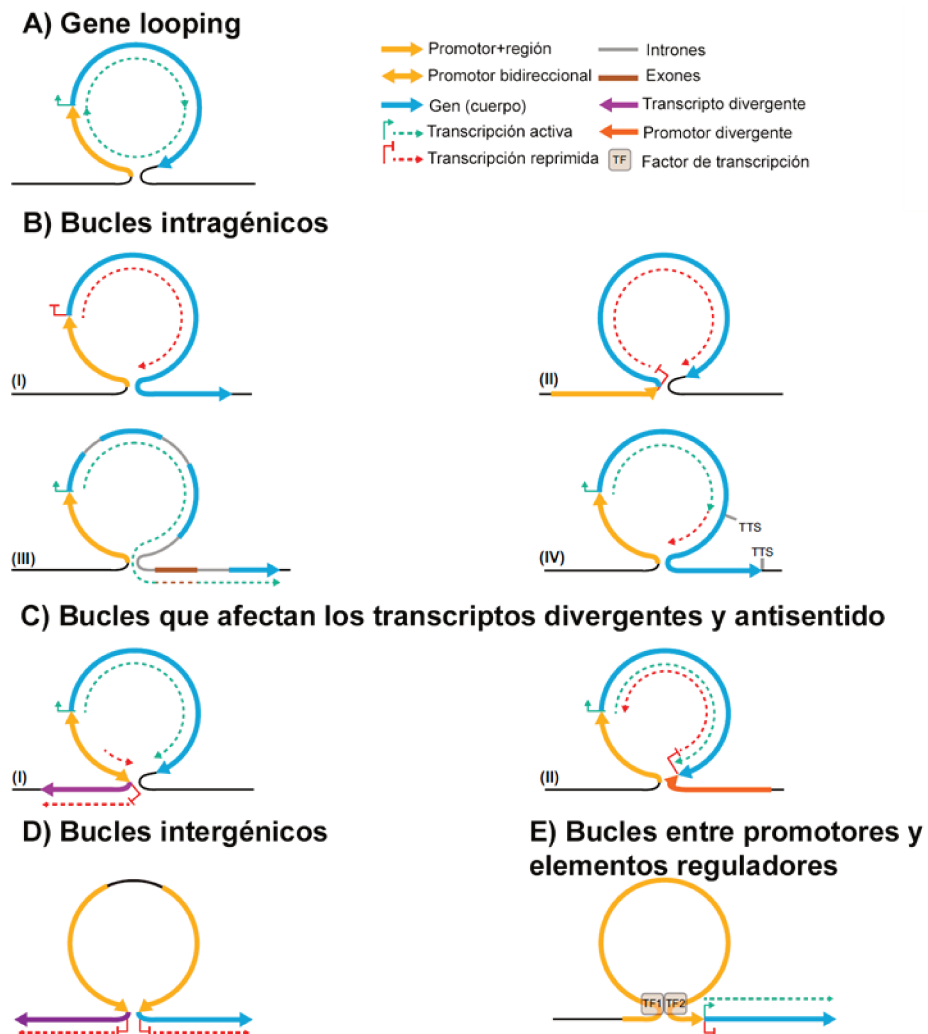 A) Gene looping
Promotor+región
Promotor bidireccional
Gen (cuerpo)
Transcripción activa
Transcripción reprimida
Intrones
Exones
Transcripto divergente
Promotor divergente
TF Factor de transcripción
B) Bucles intragénicos
(I)
(II)
(III)
(IV)
TTS
TTS
C) Bucles que afectan los transcriptos divergentes y antisentido
(I)
(II)
D) Bucles intergénicos
E) Bucles entre promotores y
elementos reguladores
TF1 TF2